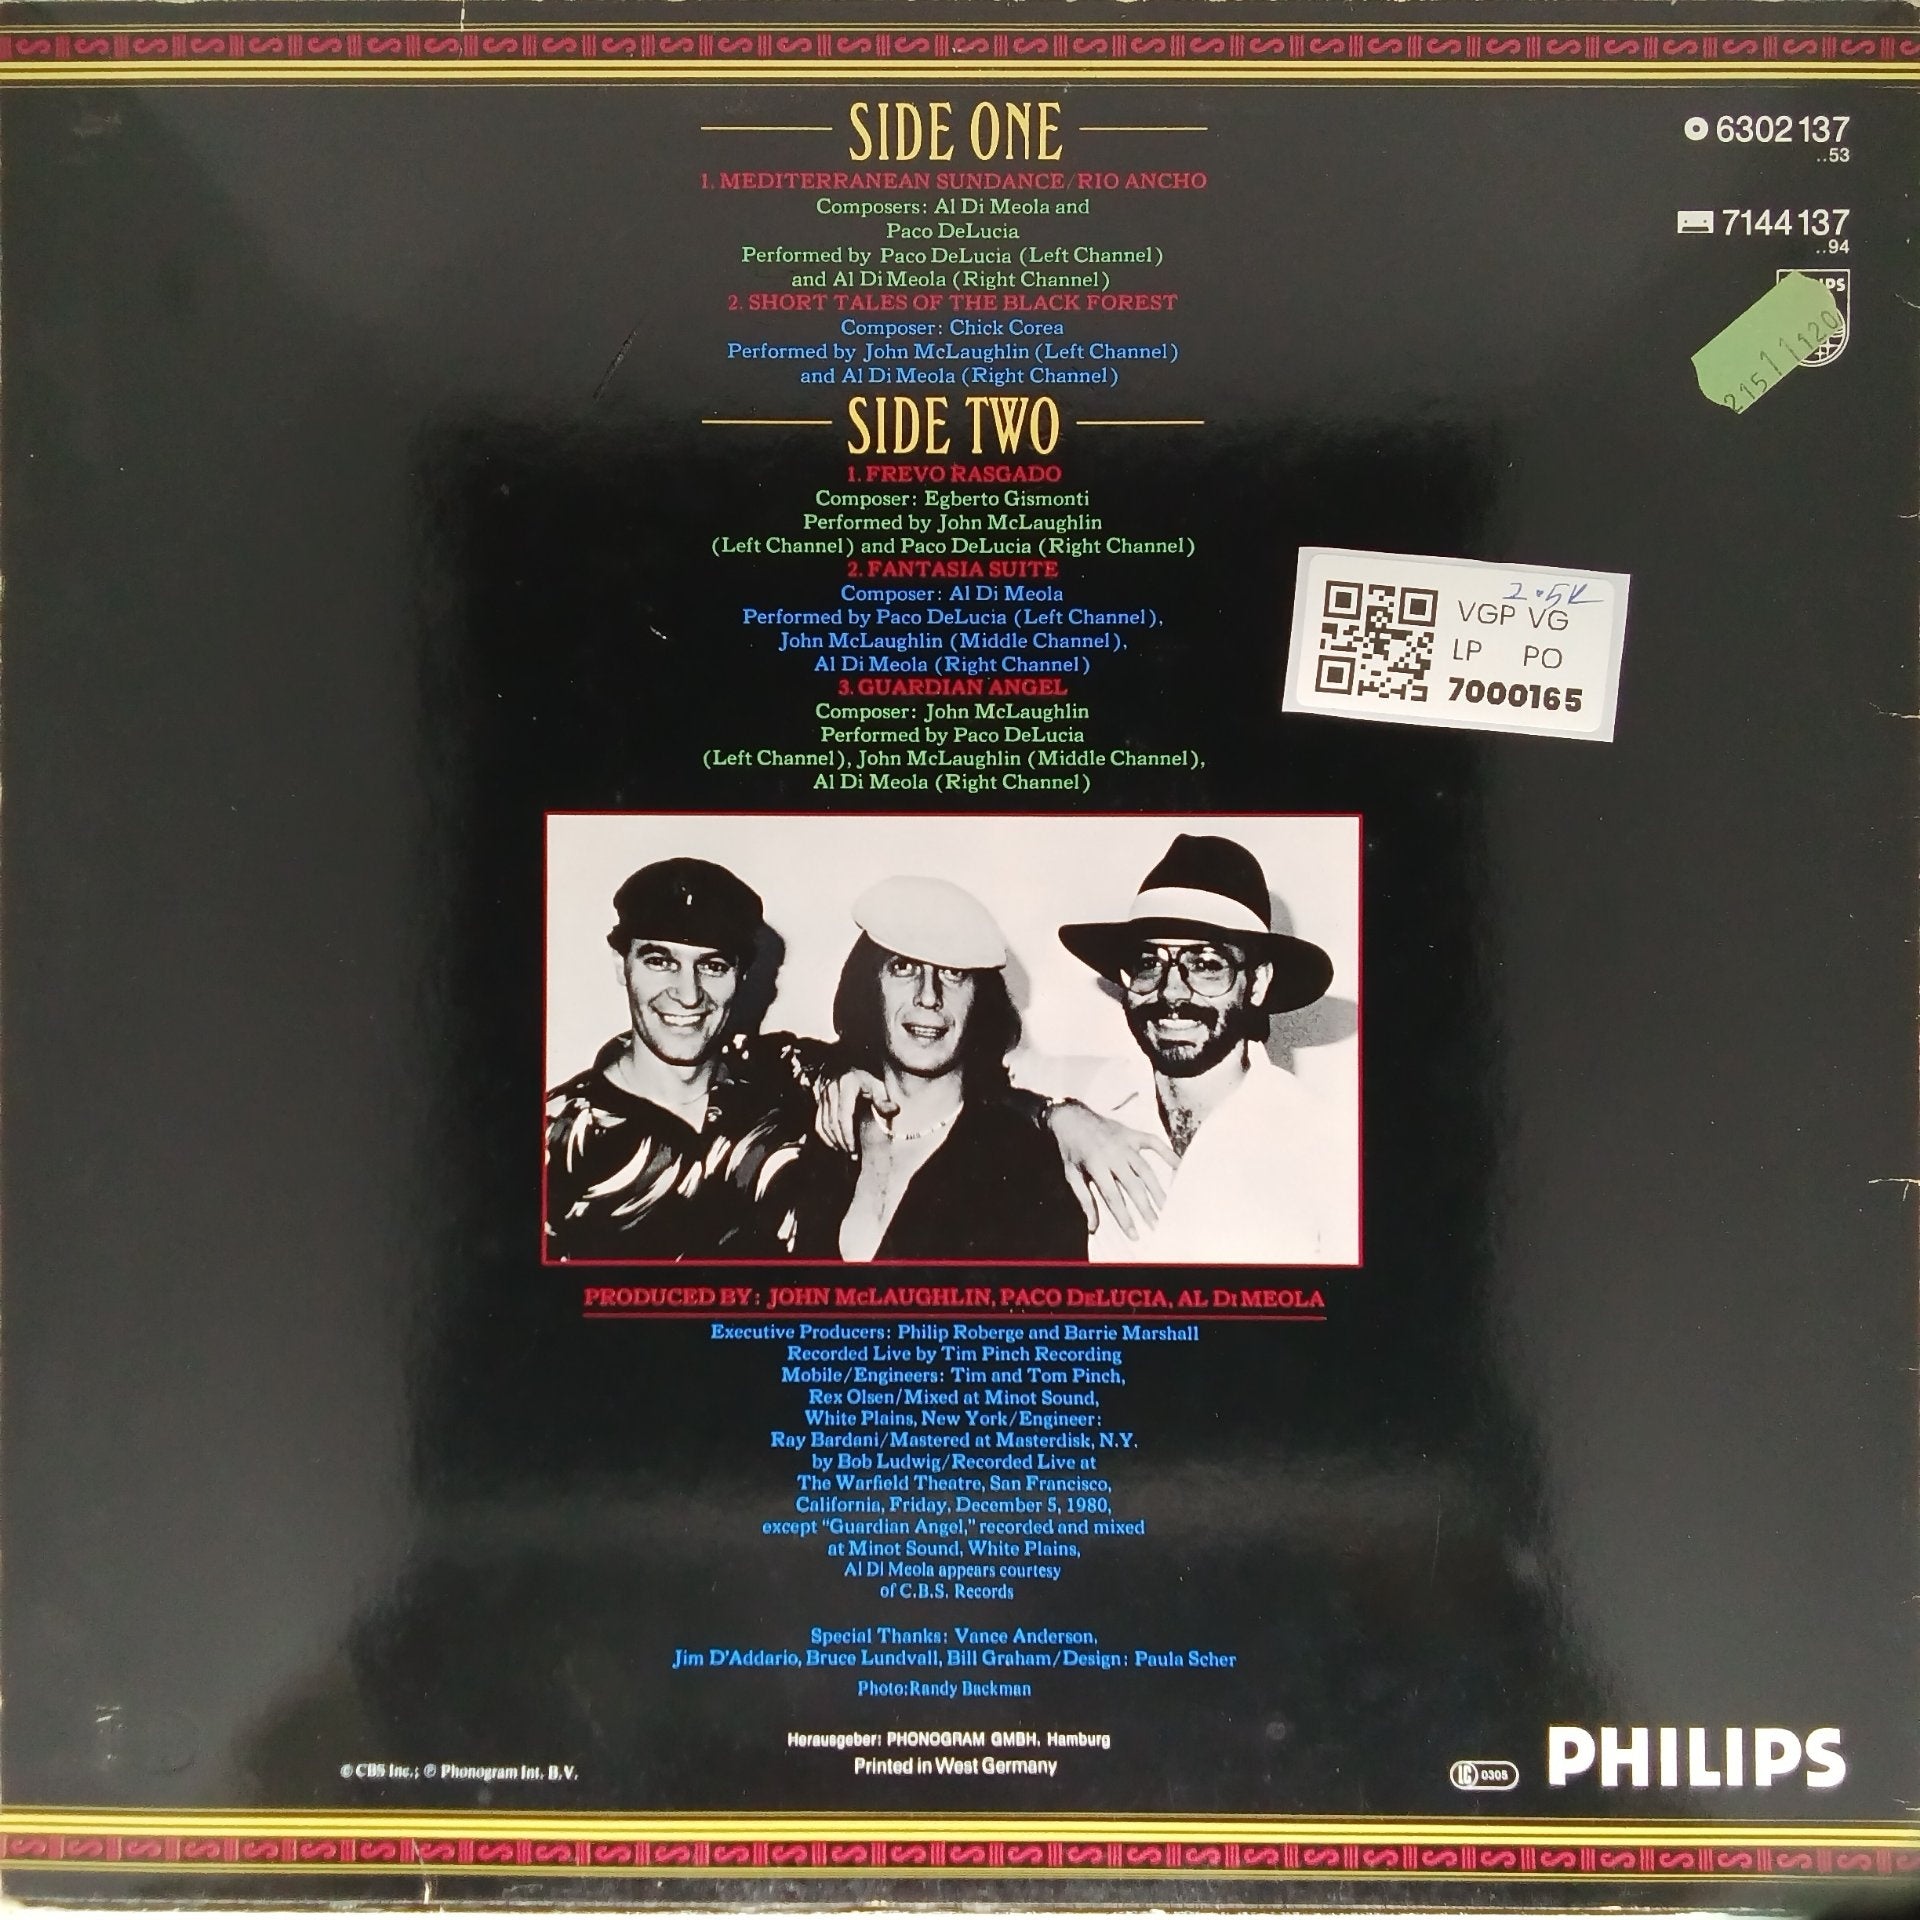 SIDE ONE
1. MEDITERRANEAN SUNDANCE/RIO ANCHO
Composers: Al Di Meola and
Paco DeLucia
Performed by Paco DeLucia (Left Channel)
and Al Di Meola (Right Channel)
2. SHORT TALES OF THE BLACK FOREST
Composer: Chick Corea
Performed by John McLaughlin (Left Channel)
and Al Di Meola (Right Channel)
SIDE TWO
1. FREVO RASGADO
Composer: Egberto Gismonti
Performed by John McLaughlin
(Left Channel) and Paco DeLucia (Right Channel)
2. FANTASIA SUITE
Composer: Al Di Meola
Performed by Paco DeLucia (Left Channel),
John McLaughlin (Middle Channel),
Al Di Meola (Right Channel)
3. GUARDIAN ANGEL
Composer: John McLaughlin
Performed by Paco DeLucia
(Left Channel), John McLaughlin (Middle Channel),
Al Di Meola (Right Channel)
6302 137
..53
7144 137
..94
2.5K
VGP VG
LP PO
7000165
PRODUCED BY: JOHN McLAUGHLIN, PACO DeLUCIA, AL Di MEOLA
Executive Producers: Philip Roberge and Barrie Marshall
Recorded Live by Tim Pinch Recording
Mobile/Engineers: Tim and Tom Pinch,
Rex Olsen/Mixed at Minot Sound,
White Plains, New York/Engineer:
Ray Bardani/Mastered at Masterdisk, N.Y.
by Bob Ludwig/Recorded Live at
The Warfield Theatre, San Francisco,
California, Friday, December 5, 1980,
except "Guardian Angel," recorded and mixed
at Minot Sound, White Plains,
Al Di Meola appears courtesy
of C.B.S. Records
Special Thanks: Vance Anderson,
Jim D'Addario, Bruce Lundvall, Bill Graham/Design: Paula Scher
Photo:Randy Backman
Herausgeber: PHONOGRAM GMBH, Hamburg
Printed in West Germany
© CBS Inc.; ℗ Phonogram Int. B.V.
LC 0305
PHILIPS